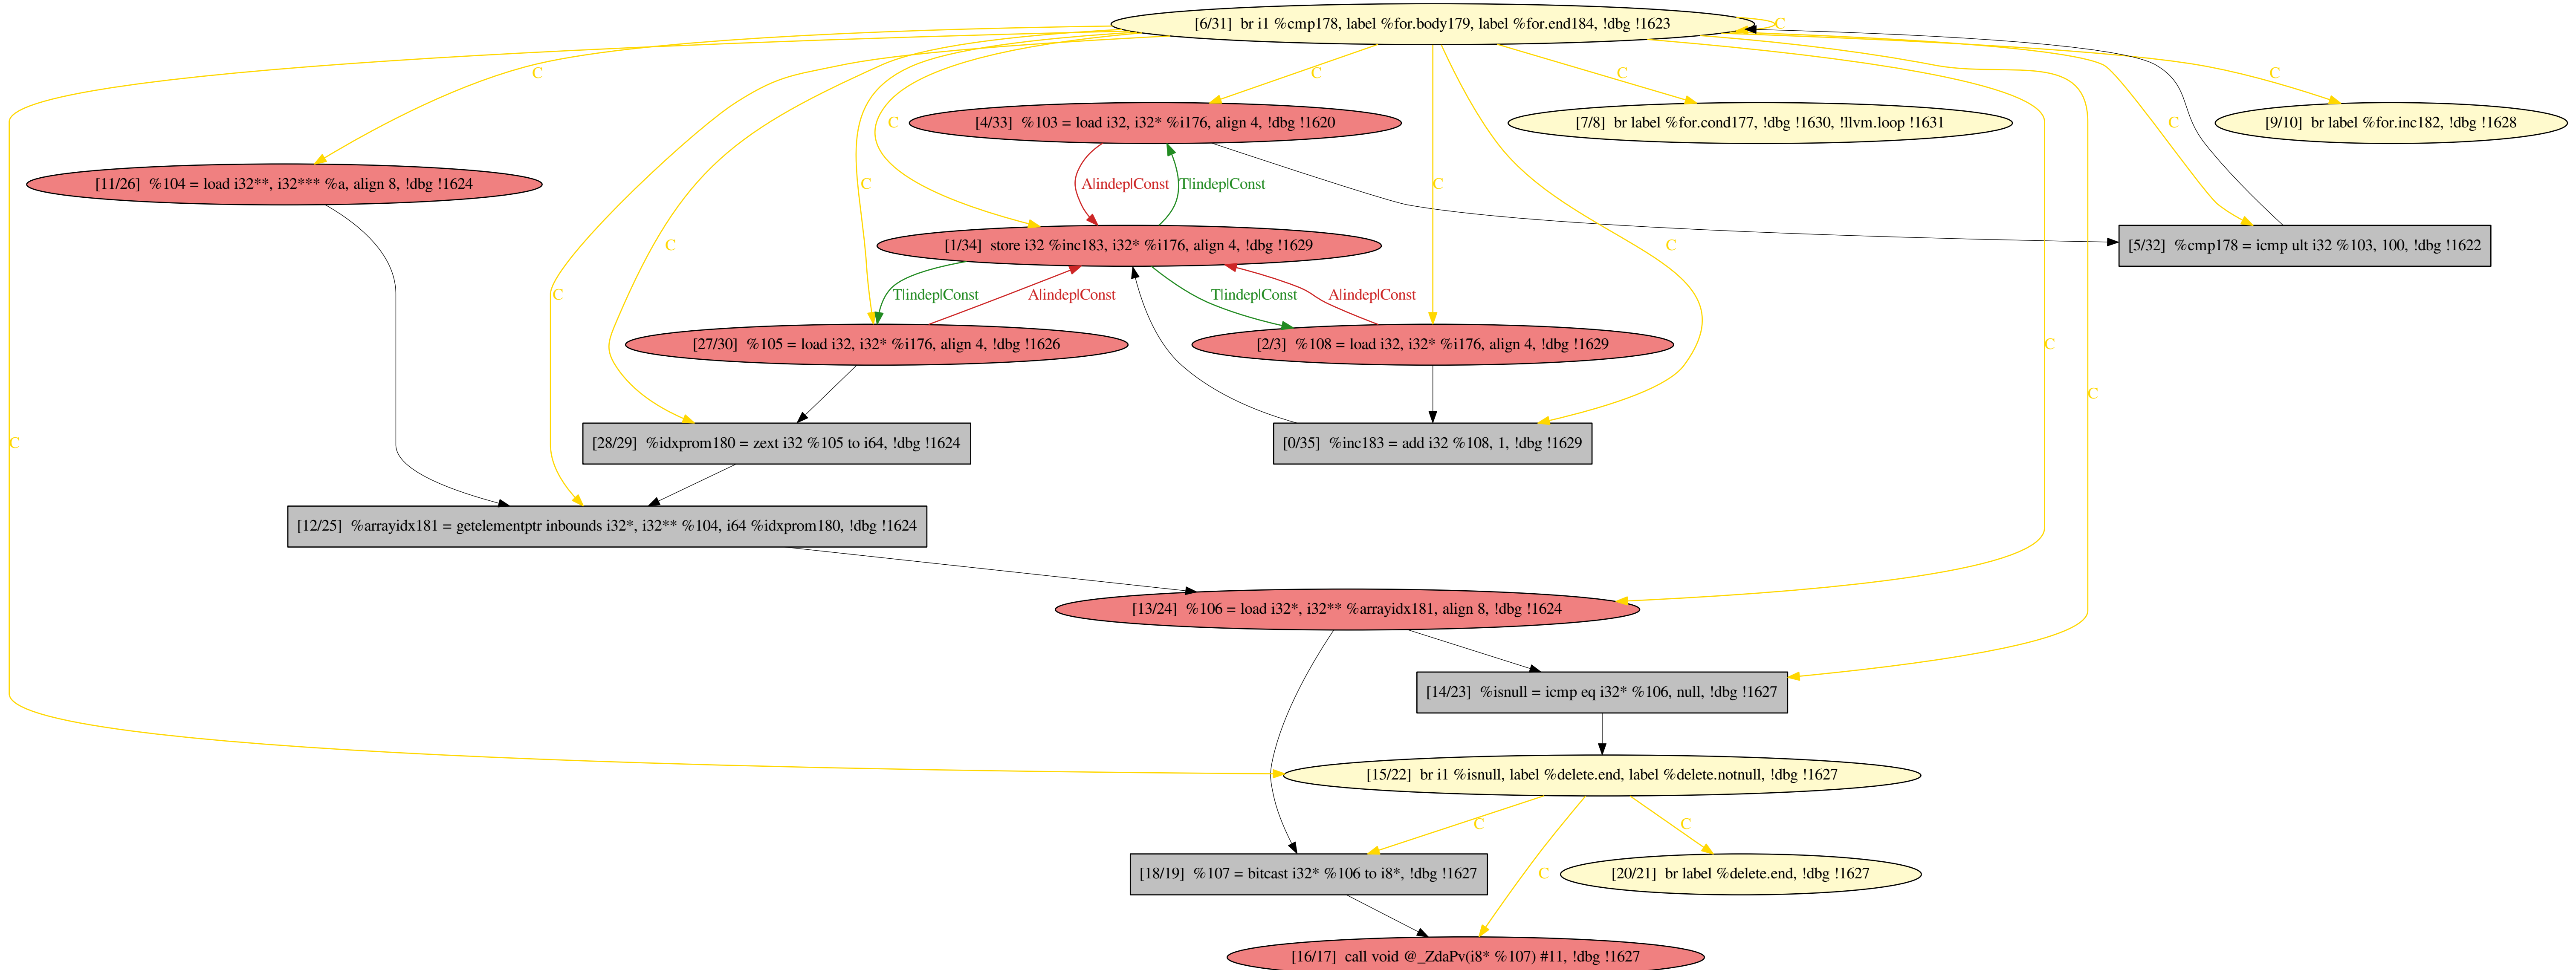 [6/31]  br i1 %cmp178, label %for.body179, label %for.end184, !dbg !1623
C
C
C
C
C
[4/33]  %103 = load i32, i32* %i176, align 4, !dbg !1620
[7/8]  br label %for.cond177, !dbg !1630, !llvm.loop !1631
[9/10]  br label %for.inc182, !dbg !1628
C
C
[11/26]  %104 = load i32**, i32*** %a, align 8, !dbg !1624
C
A|indep|Const
T|indep|Const
C
[1/34]  store i32 %inc183, i32* %i176, align 4, !dbg !1629
[5/32]  %cmp178 = icmp ult i32 %103, 100, !dbg !1622
C
C
C
T|indep|Const
A|indep|Const
T|indep|Const
A|indep|Const
[27/30]  %105 = load i32, i32* %i176, align 4, !dbg !1626
[2/3]  %108 = load i32, i32* %i176, align 4, !dbg !1629
C
C
C
[28/29]  %idxprom180 = zext i32 %105 to i64, !dbg !1624
[0/35]  %inc183 = add i32 %108, 1, !dbg !1629
[12/25]  %arrayidx181 = getelementptr inbounds i32*, i32** %104, i64 %idxprom180, !dbg !1624
[13/24]  %106 = load i32*, i32** %arrayidx181, align 8, !dbg !1624
[14/23]  %isnull = icmp eq i32* %106, null, !dbg !1627
[15/22]  br i1 %isnull, label %delete.end, label %delete.notnull, !dbg !1627
C
C
[18/19]  %107 = bitcast i32* %106 to i8*, !dbg !1627
C
[20/21]  br label %delete.end, !dbg !1627
[16/17]  call void @_ZdaPv(i8* %107) #11, !dbg !1627